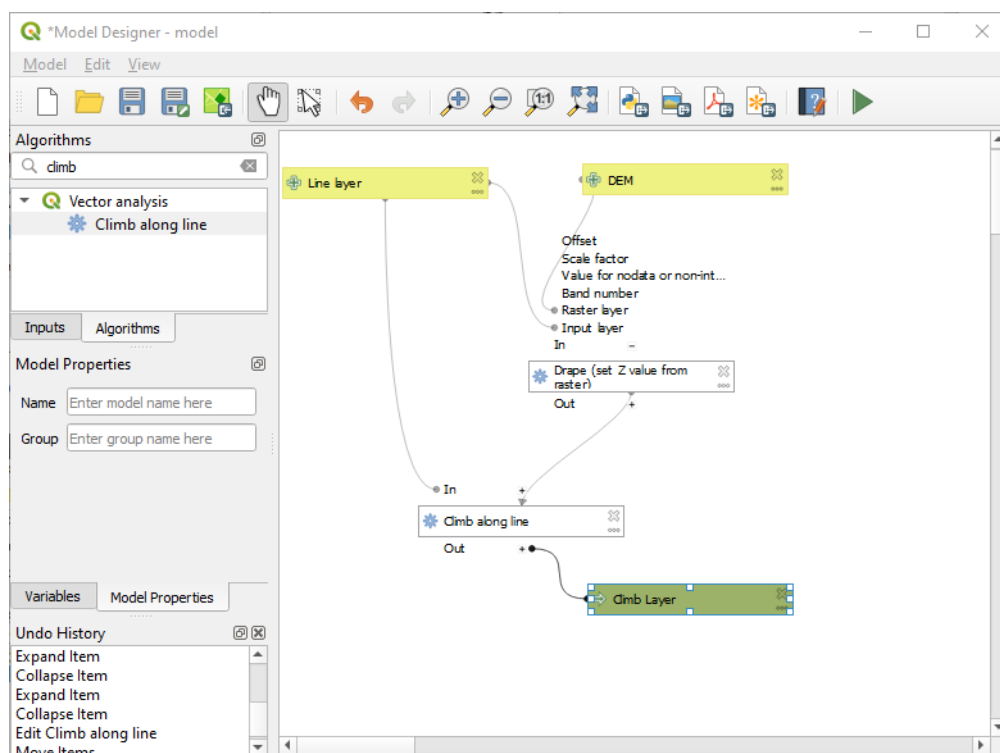 *Model Designer - model
Model Edit View
1:1
Algorithms
climb
Vector analysis
Climb along line
Inputs Algorithms
Model Properties
Name Enter model name here
Group Enter group name here
Variables Model Properties
Undo History
Expand Item
Collapse Item
Expand Item
Collapse Item
Edit Climb along line
Move Items
Line layer
DEM
Offset
Scale factor
Value for nodata or non-int...
Band number
Raster layer
Input layer
In -
Drape (set Z value from
raster)
Out +
In +
Climb along line
Out +
Climb Layer